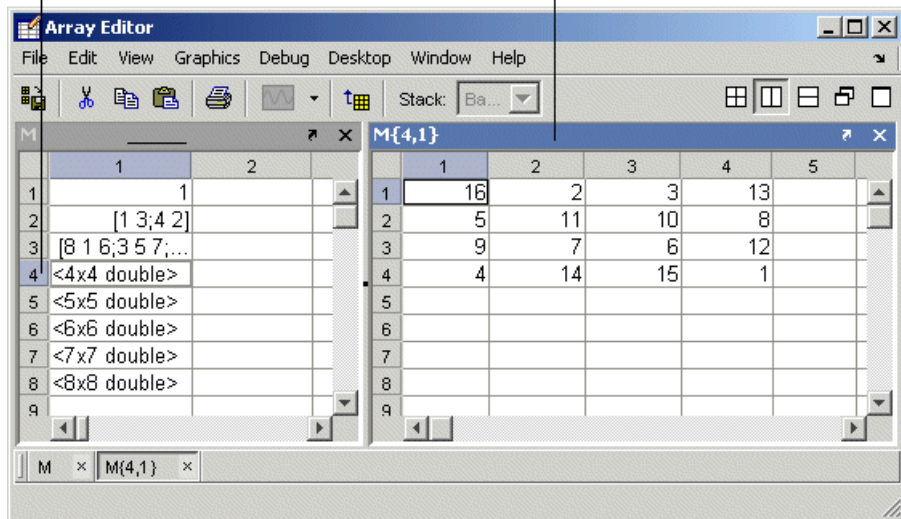 Array Editor
File Edit View Graphics Debug Desktop Window Help
Stack: Ba...
M
M{4,1}
1 2
1 1
2 [1 3;4 2]
3 [8 1 6;3 5 7;...
4 <4x4 double>
5 <5x5 double>
6 <6x6 double>
7 <7x7 double>
8 <8x8 double>
9
1 2 3 4 5
1 16 2 3 13
2 5 11 10 8
3 9 7 6 12
4 4 14 15 1
5
6
7
8
9
M M{4,1}